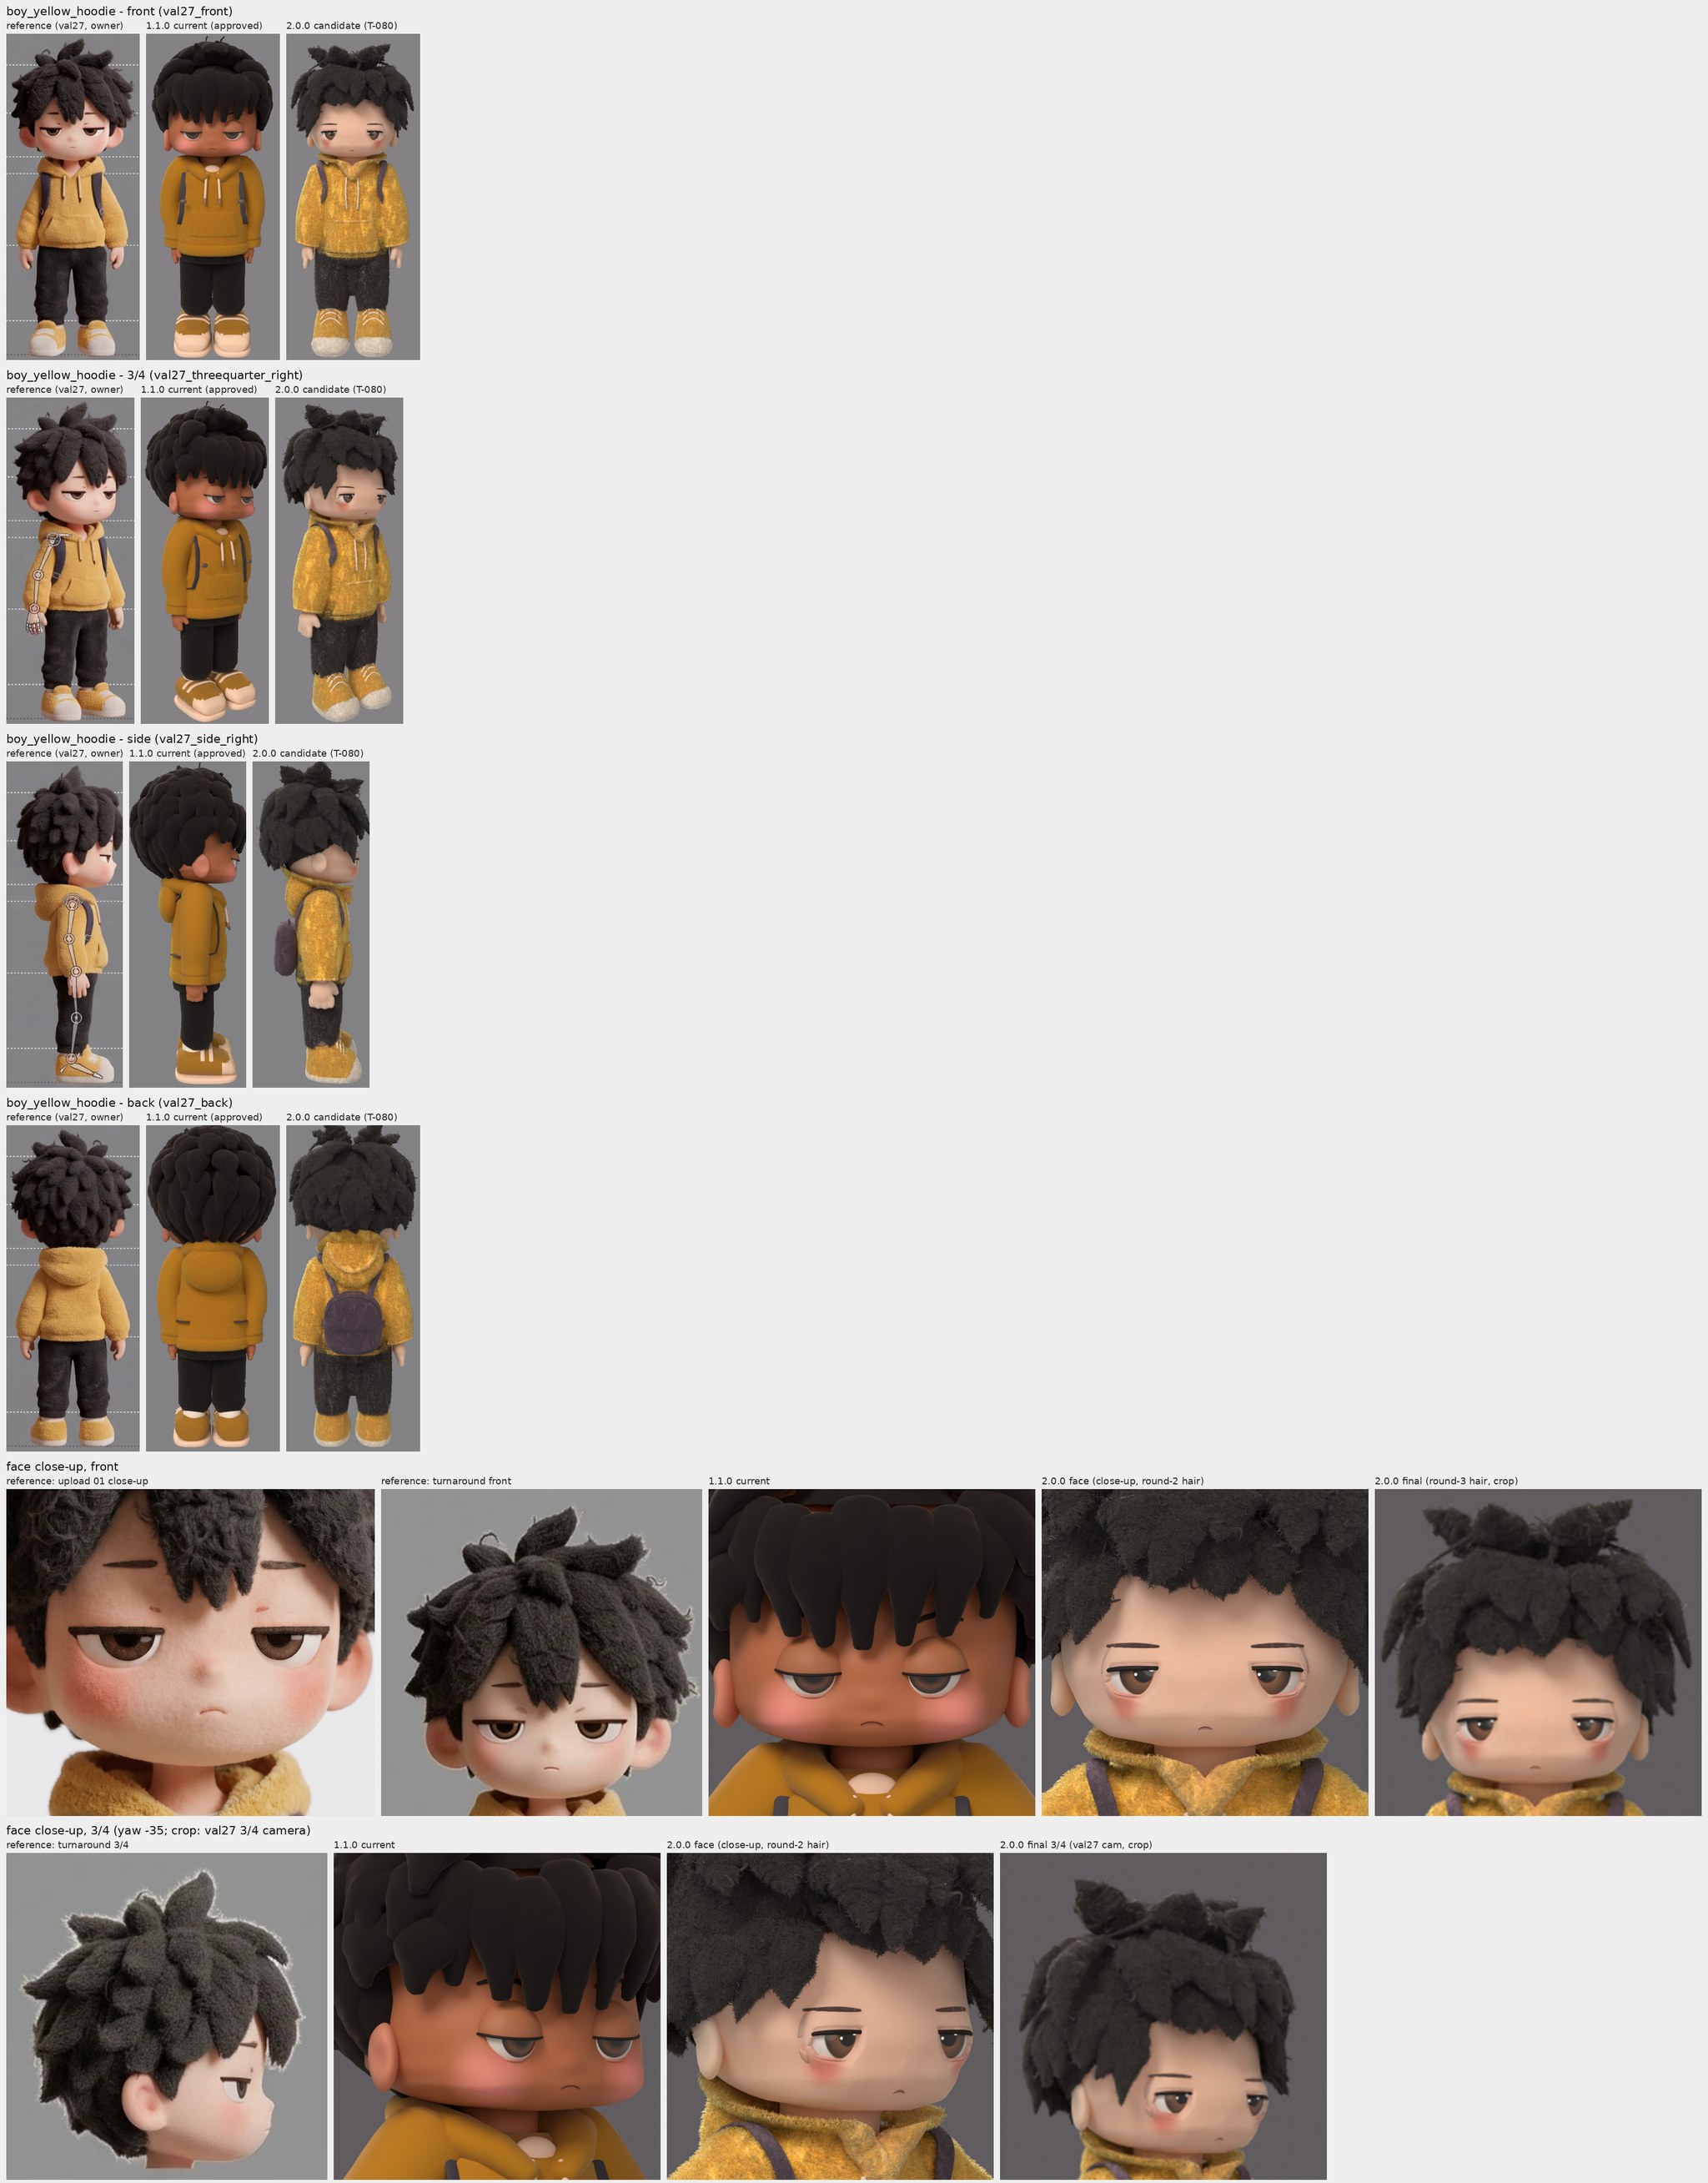 boy_yellow_hoodie - front (val27_front)
reference (val27, owner) 1.1.0 current (approved) 2.0.0 candidate (T-080)
boy_yellow_hoodie - 3/4 (val27_threequarter_right)
reference (val27, owner) 1.1.0 current (approved) 2.0.0 candidate (T-080)
boy_yellow_hoodie - side (val27_side_right)
reference (val27, owner) 1.1.0 current (approved) 2.0.0 candidate (T-080)
boy_yellow_hoodie - back (val27_back)
reference (val27, owner) 1.1.0 current (approved) 2.0.0 candidate (T-080)
face close-up, front
reference: upload 01 close-up reference: turnaround front 1.1.0 current 2.0.0 face (close-up, round-2 hair) 2.0.0 final (round-3 hair, crop)
face close-up, 3/4 (yaw -35; crop: val27 3/4 camera)
reference: turnaround 3/4 1.1.0 current 2.0.0 face (close-up, round-2 hair) 2.0.0 final 3/4 (val27 cam, crop)